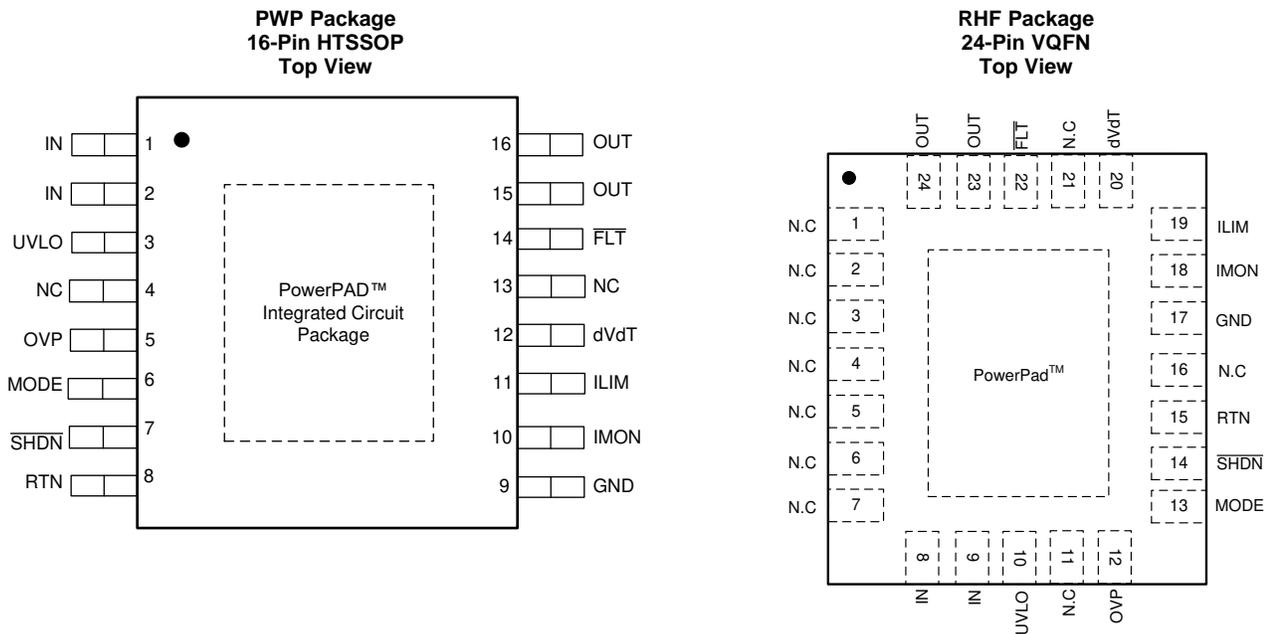 PWP Package
16-Pin HTSSOP
Top View
IN 1
IN 2
UVLO 3
NC 4
OVP 5
MODE 6
SHDN 7
RTN 8
PowerPAD™
Integrated Circuit
Package
16 OUT
15 OUT
14 FLT
13 NC
12 dVdT
11 ILIM
10 IMON
9 GND
RHF Package
24-Pin VQFN
Top View
OUT OUT FLT N.C dVdT
24 23 22 21 20
N.C 1
N.C 2
N.C 3
N.C 4
N.C 5
N.C 6
N.C 7
PowerPad™
19 ILIM
18 IMON
17 GND
16 N.C
15 RTN
14 SHDN
13 MODE
8 9 10 11 12
IN IN UVLO N.C OVP